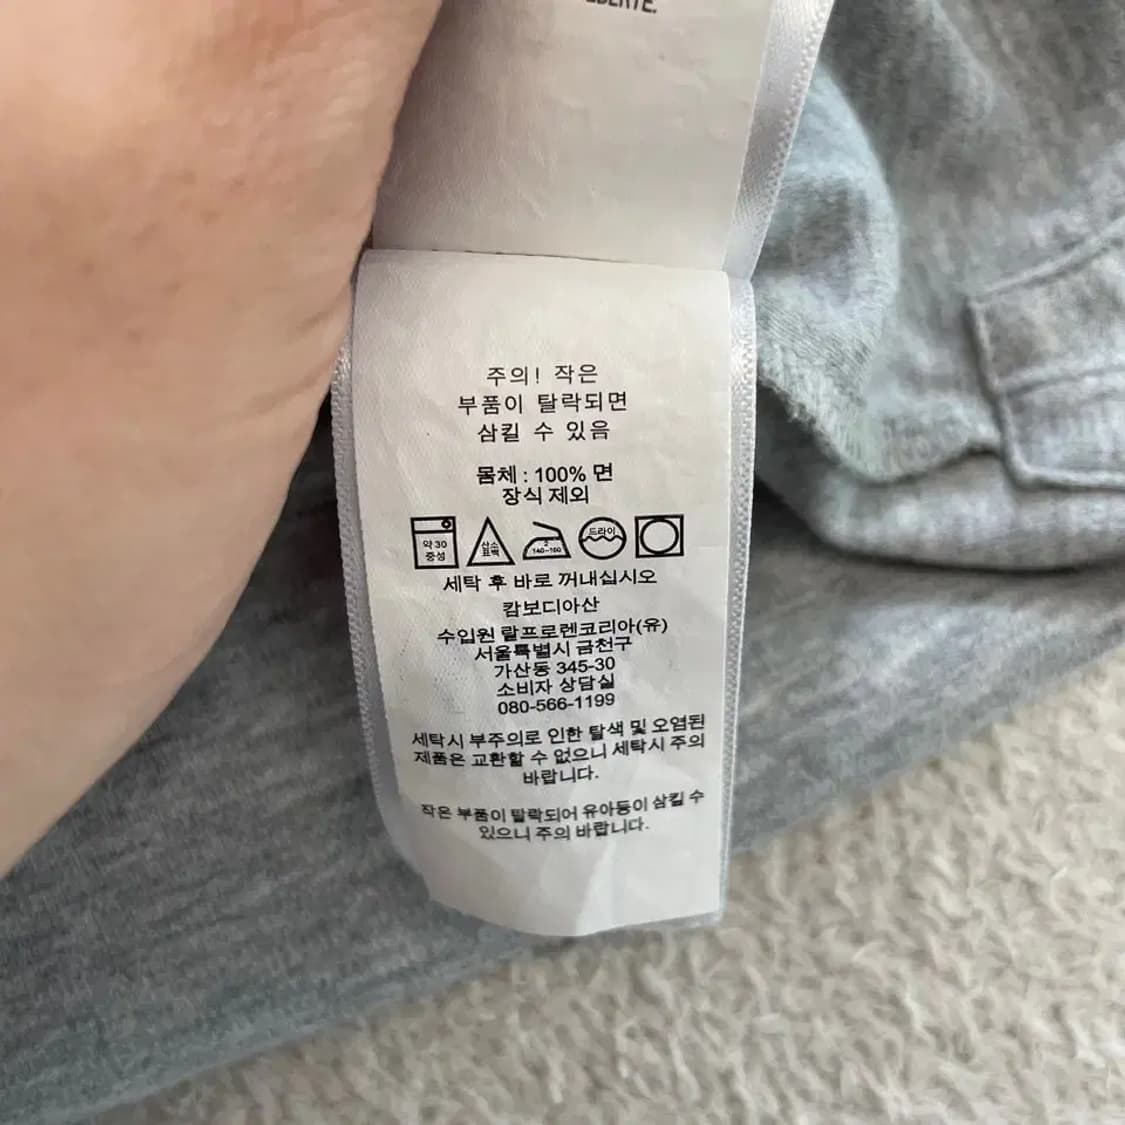 주의! 작은
부품이 탈락되면
삼킬 수 있음
몸체 : 100% 면
장식 제외
약 30
중성
산소
표백
2
140~160
드라이
세탁 후 바로 꺼내십시오
캄보디아산
수입원 랄프로렌코리아(유)
서울특별시 금천구
가산동 345-30
소비자 상담실
080-566-1199
세탁시 부주의로 인한 탈색 및 오염된
제품은 교환할 수 없으니 세탁시 주의
바랍니다.
작은 부품이 탈락되어 유아등이 삼킬 수
있으니 주의 바랍니다.